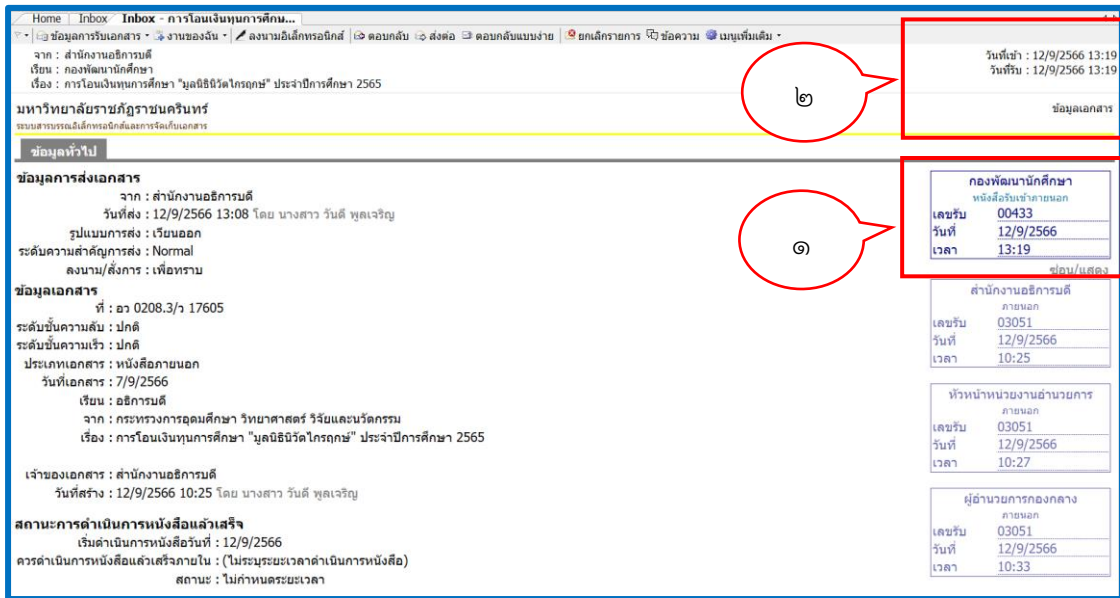 Home Inbox Inbox - การโอนเงินทุนการศึกษ...
ข้อมูลการรับเอกสาร งานของฉัน ลงนามอิเล็กทรอนิกส์ ตอบกลับ ส่งต่อ ตอบกลับแบบง่าย ยกเลิกรายการ ข้อความ เมนูเพิ่มเติม
จาก : สำนักงานอธิการบดี
เรียน : กองพัฒนานักศึกษา
เรื่อง : การโอนเงินทุนการศึกษา "มูลนิธินิวัตไกรฤกษ์" ประจำปีการศึกษา 2565
วันที่เข้า : 12/9/2566 13:19
วันที่รับ : 12/9/2566 13:19
๒
มหาวิทยาลัยราชภัฏราชนครินทร์
ข้อมูลเอกสาร
ระบบสารบรรณอิเล็กทรอนิกส์และการจัดเก็บเอกสาร
ข้อมูลทั่วไป
ข้อมูลการส่งเอกสาร
จาก : สำนักงานอธิการบดี
วันที่ส่ง : 12/9/2566 13:08 โดย นางสาว วันดี พูลเจริญ
รูปแบบการส่ง : เวียนออก
ระดับความสำคัญการส่ง : Normal
ลงนาม/สั่งการ : เพื่อทราบ
ข้อมูลเอกสาร
ที่ : อว 0208.3/ว 17605
ระดับชั้นความลับ : ปกติ
ระดับชั้นความเร็ว : ปกติ
ประเภทเอกสาร : หนังสือภายนอก
วันที่เอกสาร : 7/9/2566
เรียน : อธิการบดี
จาก : กระทรวงการอุดมศึกษา วิทยาศาสตร์ วิจัยและนวัตกรรม
เรื่อง : การโอนเงินทุนการศึกษา "มูลนิธินิวัตไกรฤกษ์" ประจำปีการศึกษา 2565
เจ้าของเอกสาร : สำนักงานอธิการบดี
วันที่สร้าง : 12/9/2566 10:25 โดย นางสาว วันดี พูลเจริญ
สถานะการดำเนินการหนังสือแล้วเสร็จ
เริ่มดำเนินการหนังสือวันที่ : 12/9/2566
ควรดำเนินการหนังสือแล้วเสร็จภายใน : (ไม่ระบุระยะเวลาดำเนินการหนังสือ)
สถานะ : ไม่กำหนดระยะเวลา
๑
กองพัฒนานักศึกษา
หนังสือรับเข้าภายนอก
เลขรับ 00433
วันที่ 12/9/2566
เวลา 13:19
ซ่อน/แสดง
สำนักงานอธิการบดี
ภายนอก
เลขรับ 03051
วันที่ 12/9/2566
เวลา 10:25
หัวหน้าหน่วยงานอำนวยการ
ภายนอก
เลขรับ 03051
วันที่ 12/9/2566
เวลา 10:27
ผู้อำนวยการกองกลาง
ภายนอก
เลขรับ 03051
วันที่ 12/9/2566
เวลา 10:33